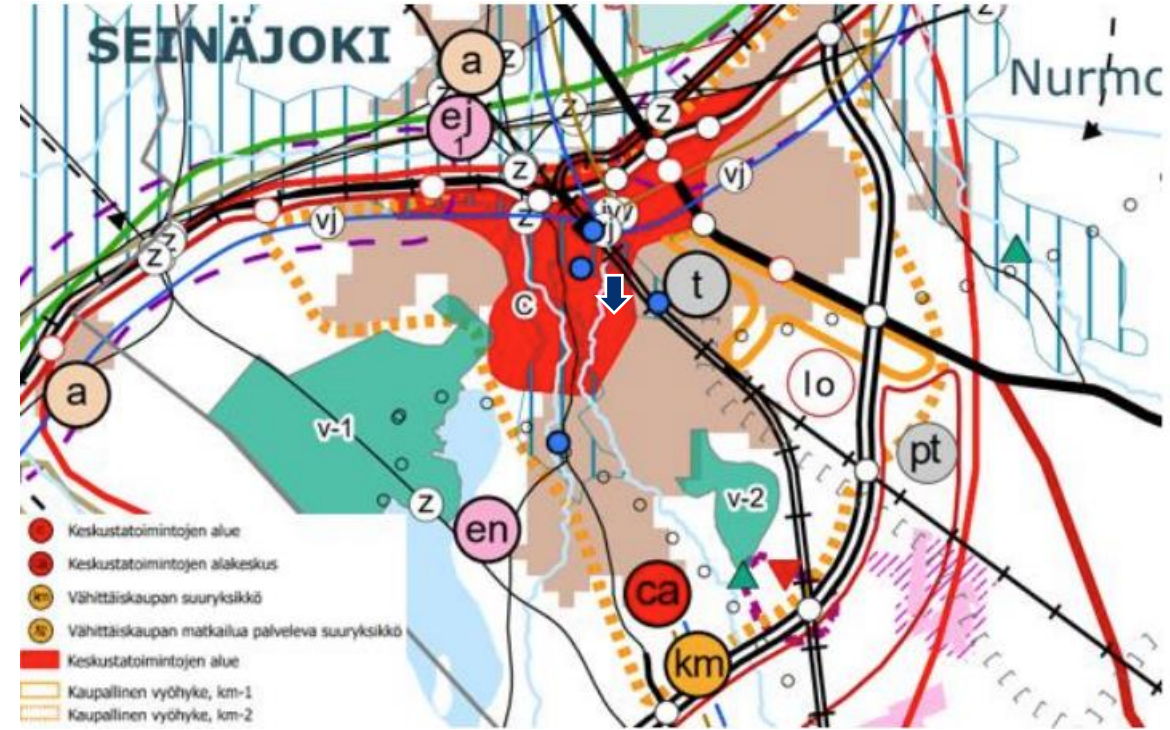 SEINÄJOKI
a
z
Nurmo
z
ej
1
z
z
z
vj
vj
z
j
c
t
a
lo
v-1
pt
z
v-2
en
ca
km
z
z
Keskustatoimintojen alue
Keskustatoimintojen alakeskus
km Vähittäiskaupan suuryksikkö
Vähittäiskaupan matkailua palveleva suuryksikkö
Keskustatoimintojen alue
Kaupallinen vyöhyke, km-1
Kaupallinen vyöhyke, km-2